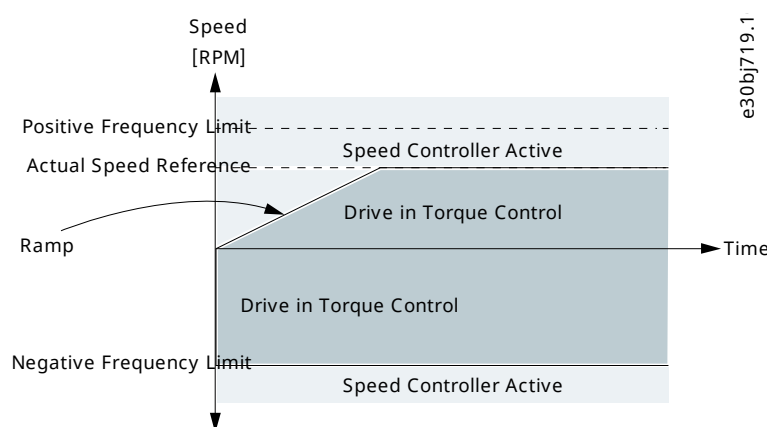 Speed
[RPM]
e30bj719.1
Positive Frequency Limit
Speed Controller Active
Actual Speed Reference
Drive in Torque Control
Ramp
Time
Drive in Torque Control
Negative Frequency Limit
Speed Controller Active